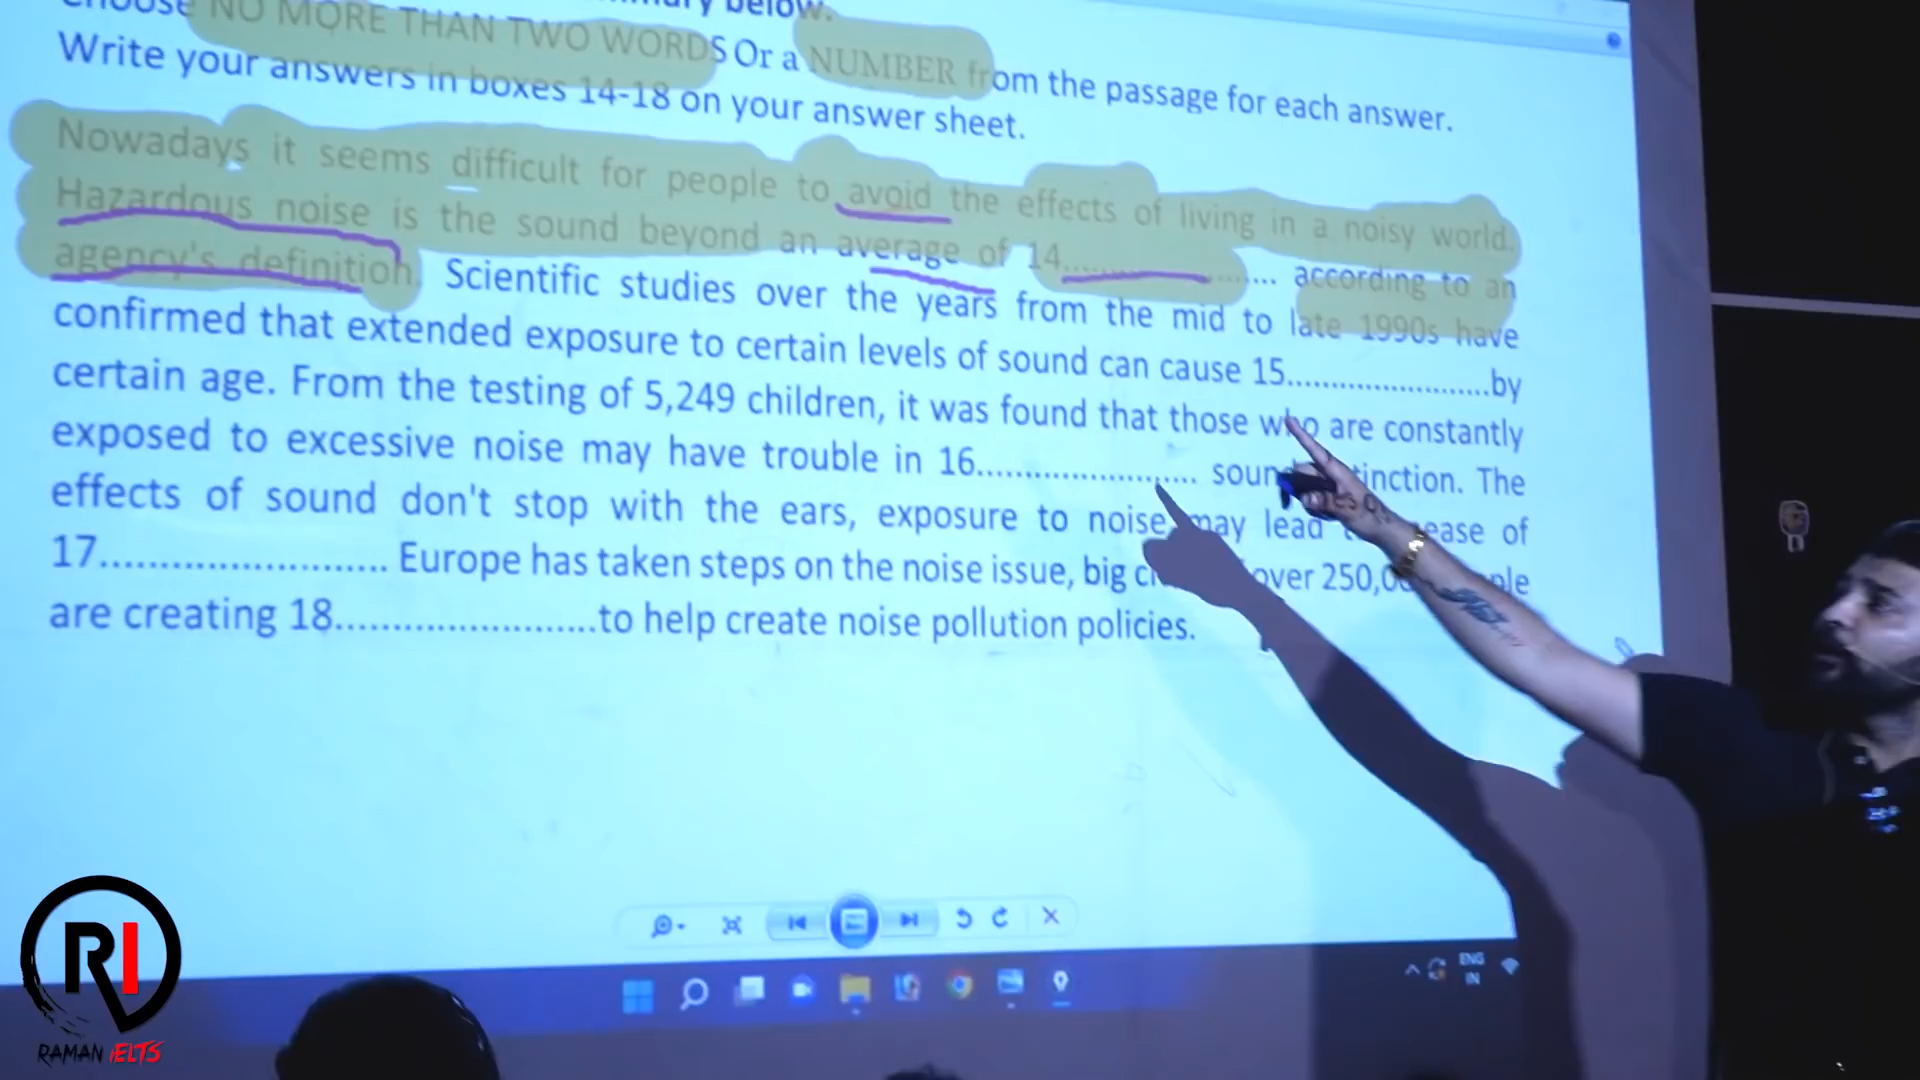 below.
NO MORE THAN TWO WORDS Or a NUMBER from the passage for each answer.
Write your answers in boxes 14-18 on your answer sheet.
Nowadays it seems difficult for people to avoid the effects of living in a noisy world.
Hazardous noise is the sound beyond an average of 14........................ according to an
agency's definition. Scientific studies over the years from the mid to late 1990s have
confirmed that extended exposure to certain levels of sound can cause 15......................by
certain age. From the testing of 5,249 children, it was found that those who are constantly
exposed to excessive noise may have trouble in 16........................ The
effects of sound don't stop with the ears, exposure to noise may lead of
17........................ Europe has taken steps on the noise issue, big over
are creating 18........................to help create noise pollution policies.
ENG
IN
RI
RAMAN IELTS